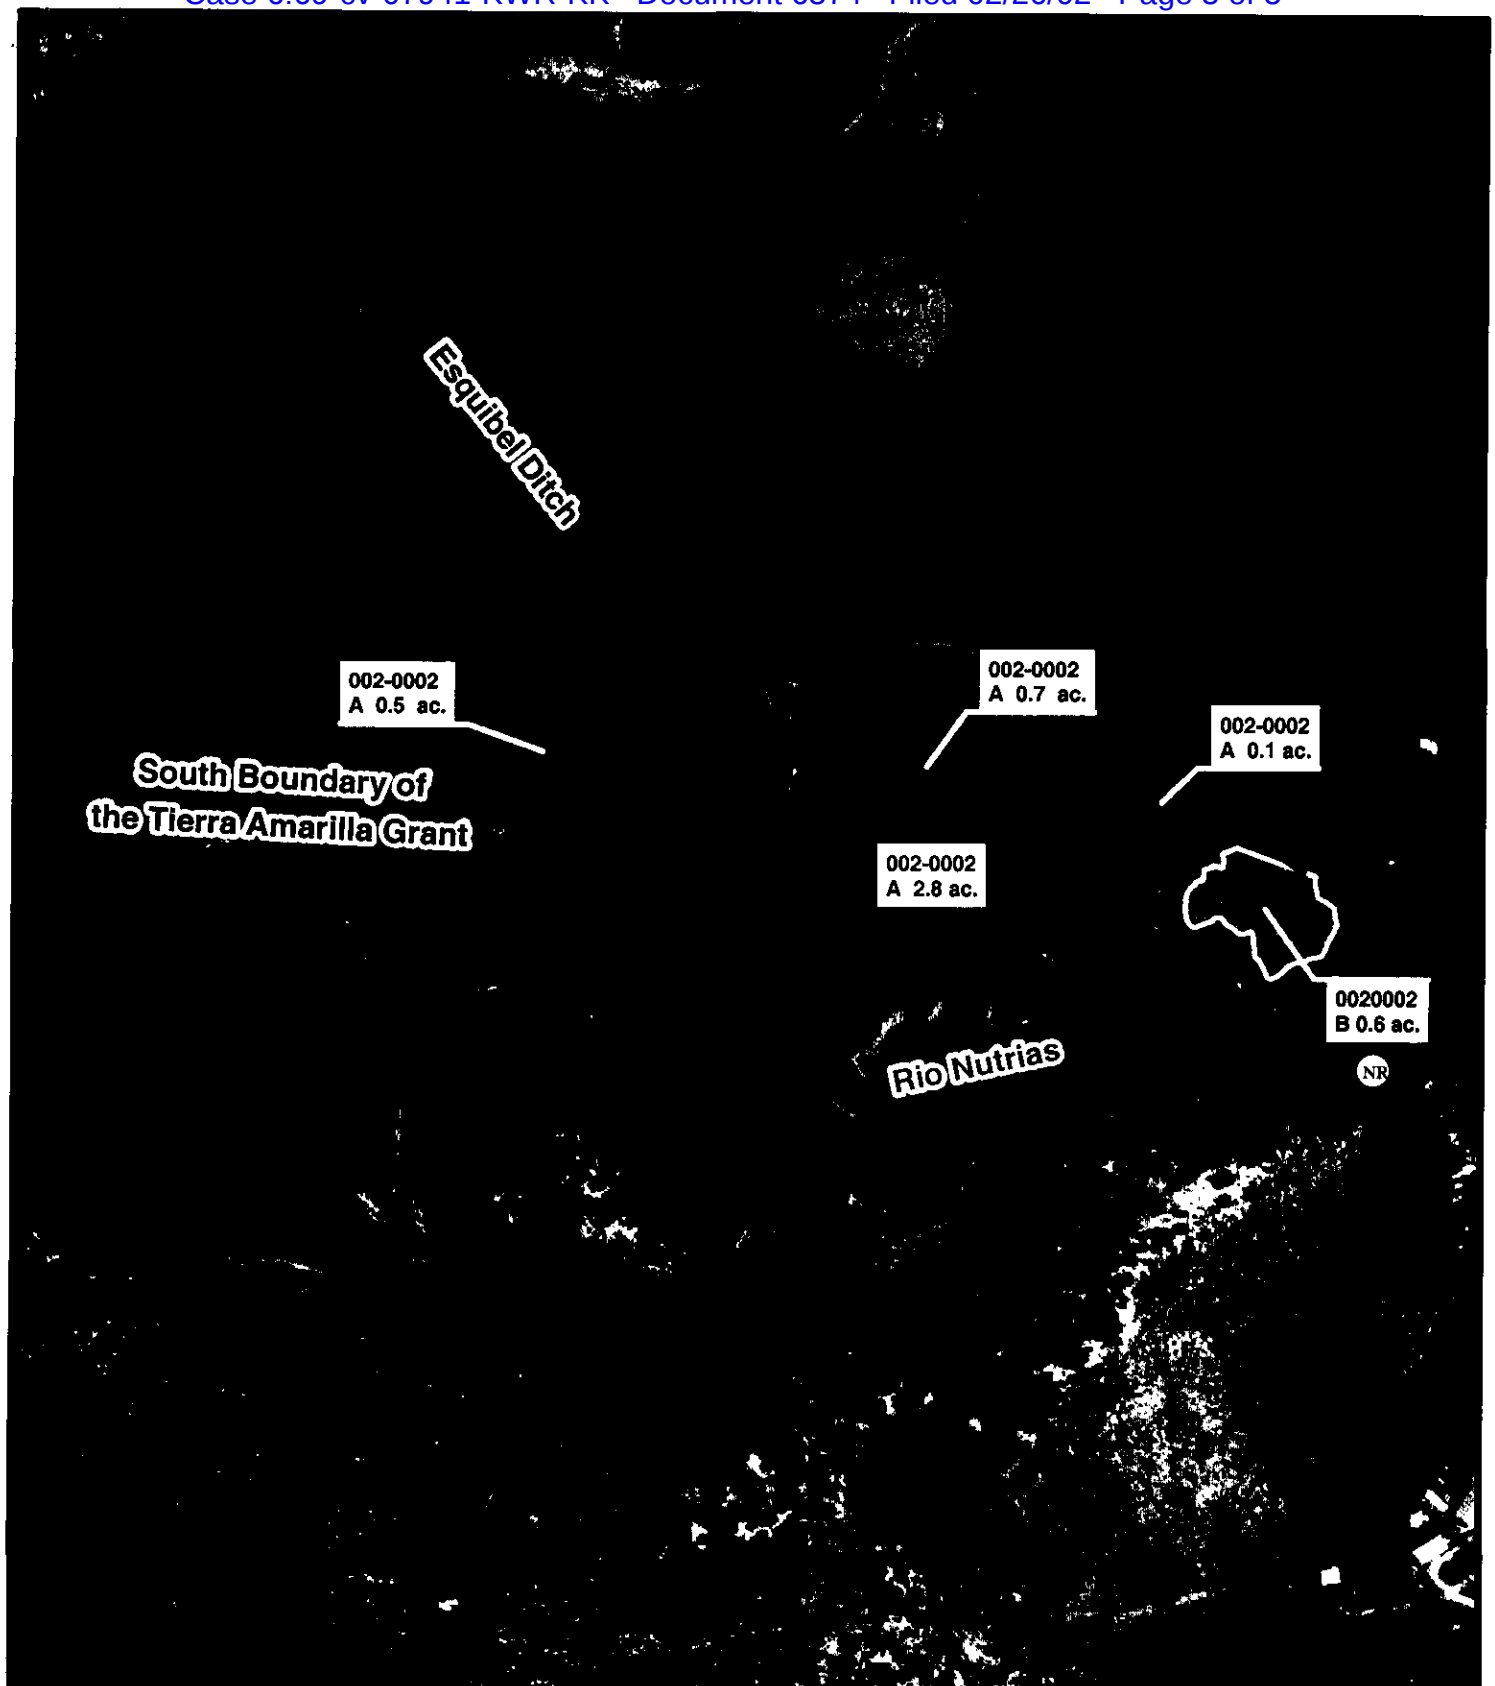 Esquibel Ditch
002-0002
A 0.5 ac.
002-0002
A 0.7 ac.
002-0002
A 0.1 ac.
South Boundary of
the Tierra Amarilla Grant
002-0002
A 2.8 ac.
0020002
B 0.6 ac.
Rio Nutrias
NR